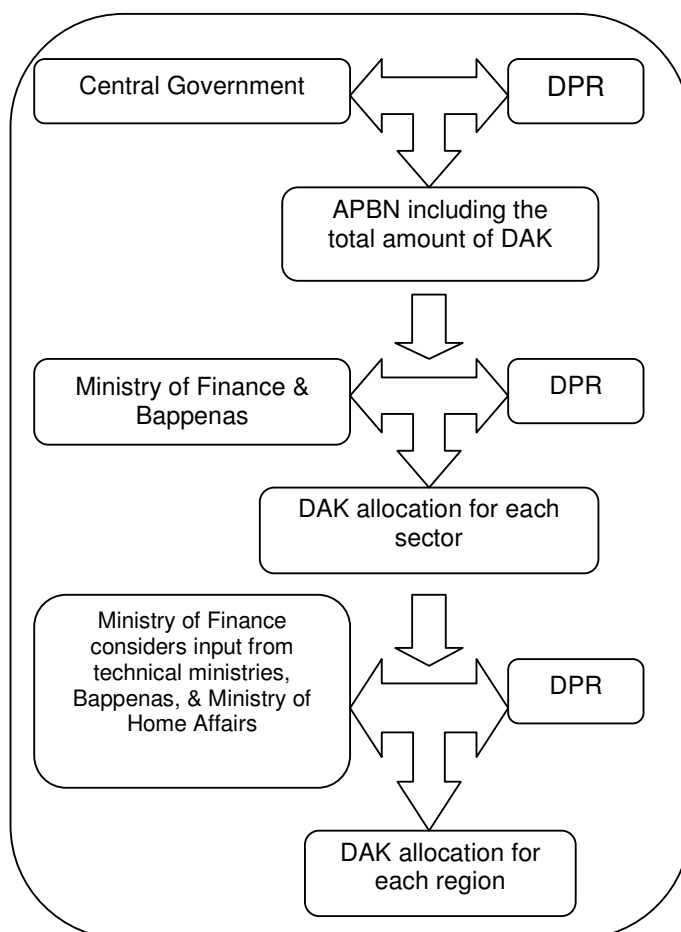 Central Government
DPR
APBN including the
total amount of DAK
Ministry of Finance &
Bappenas
DPR
DAK allocation for each
sector
Ministry of Finance
considers input from
technical ministries,
Bappenas, & Ministry of
Home Affairs
DPR
DAK allocation for
each region